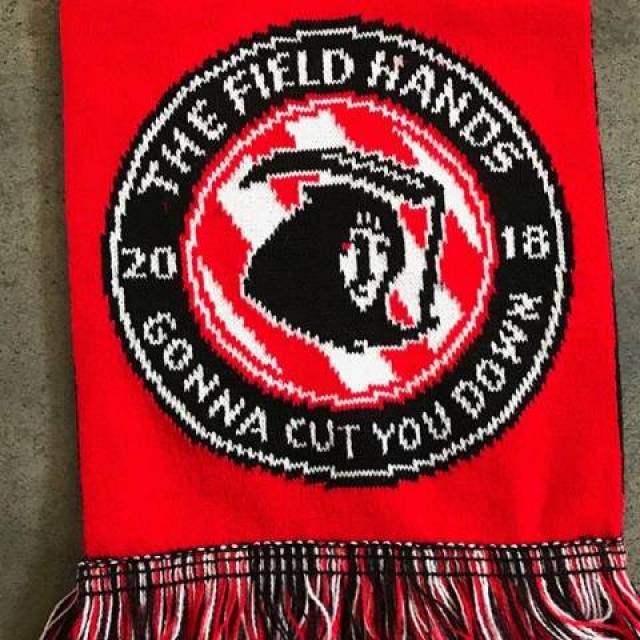 THE FIELD HANDS
20 18
GONNA CUT YOU DOWN